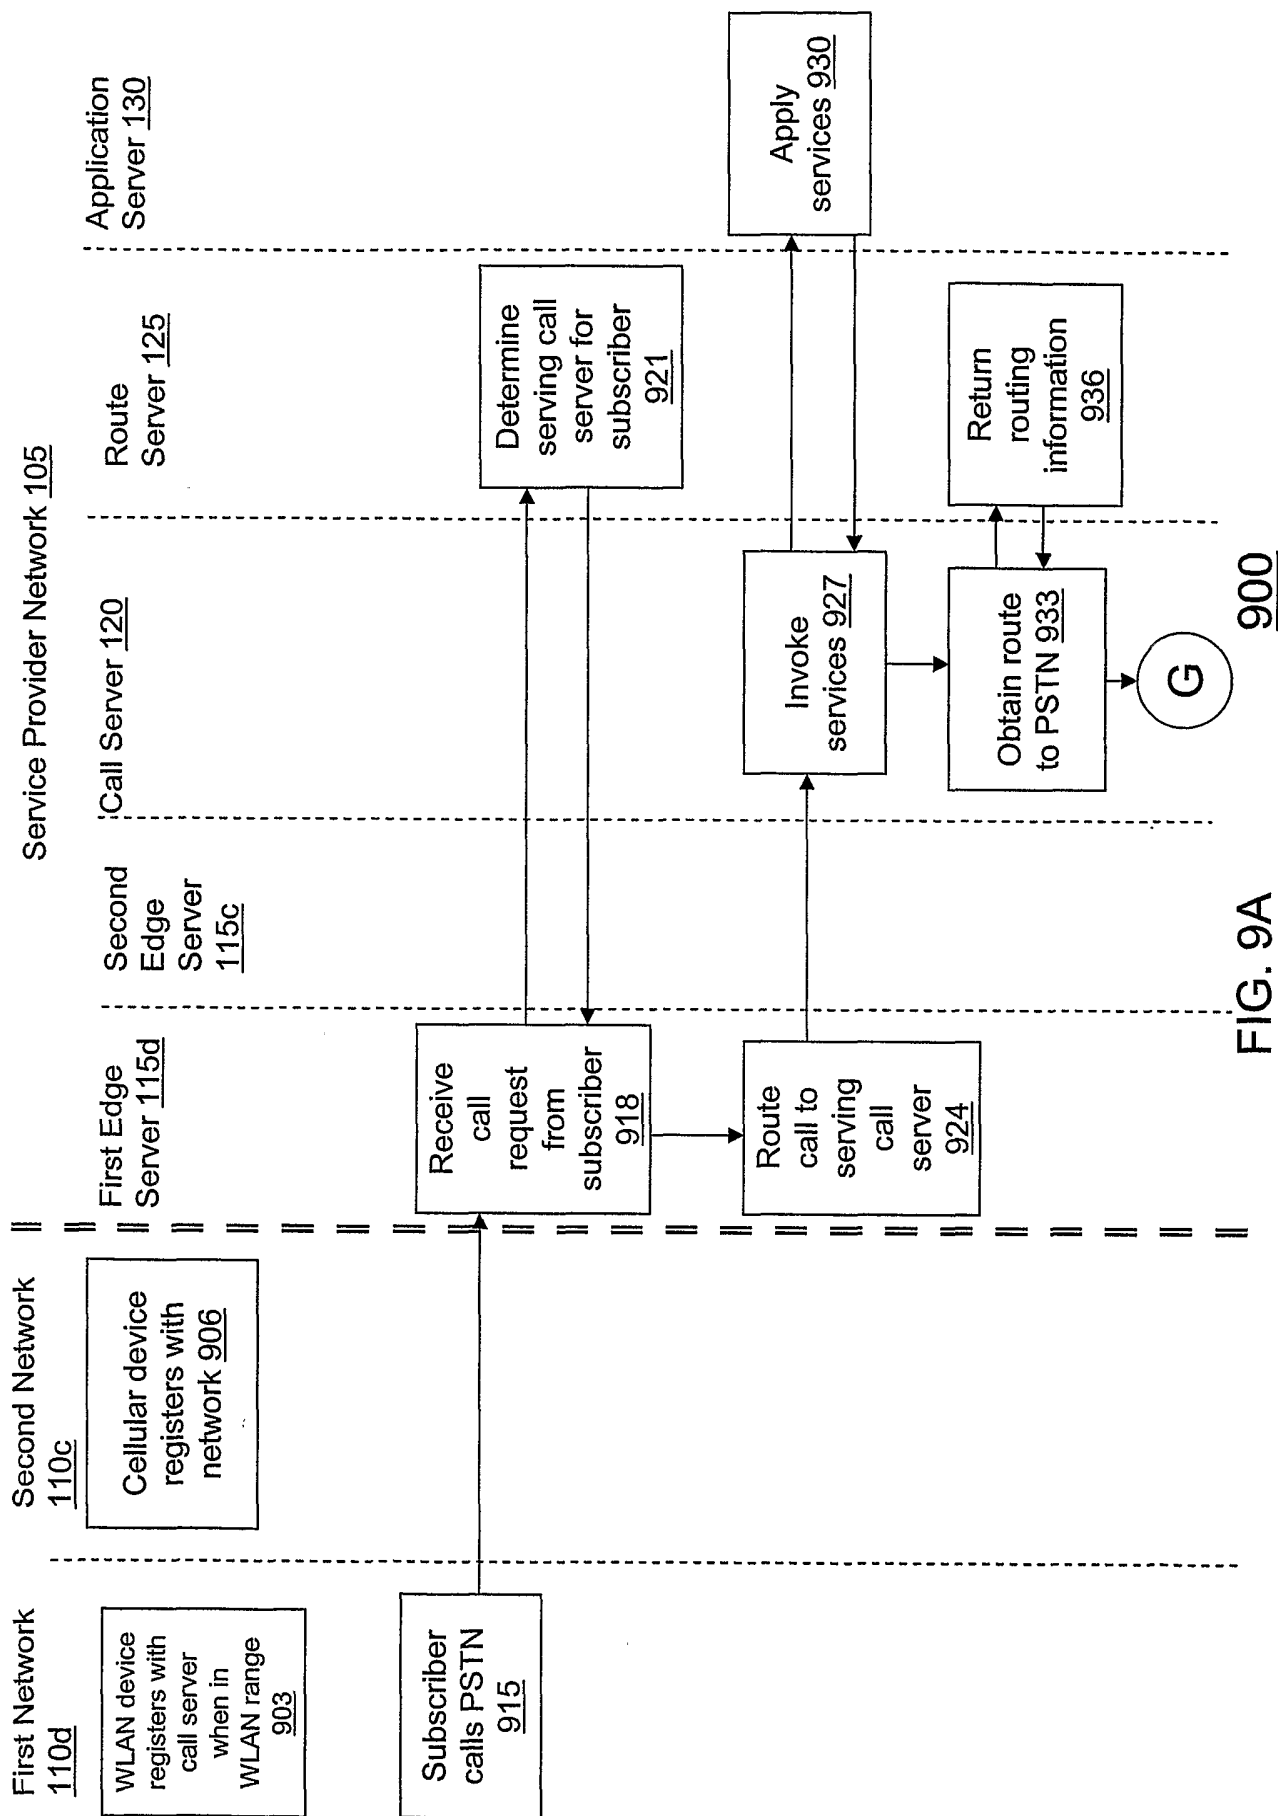 Service Provider Network 105
First Network
110d
Second Network
110c
First Edge
Server 115d
Second
Edge
Server
115c
Call Server 120
Route
Server 125
Application
Server 130
WLAN device
registers with
call server
when in
WLAN range
903
Cellular device
registers with
network 906
Subscriber
calls PSTN
915
Receive
call
request
from
subscriber
918
Determine
serving call
server for
subscriber
921
Route
call to
serving
call
server
924
Invoke
services 927
Apply
services 930
Obtain route
to PSTN 933
Return
routing
information
936
G
FIG. 9A
900